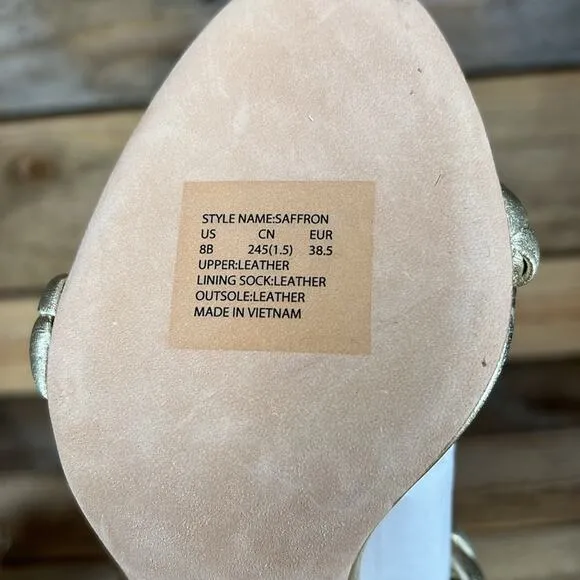 STYLE NAME:SAFFRON
US CN EUR
8B 245(1.5) 38.5
UPPER:LEATHER
LINING SOCK:LEATHER
OUTSOLE:LEATHER
MADE IN VIETNAM